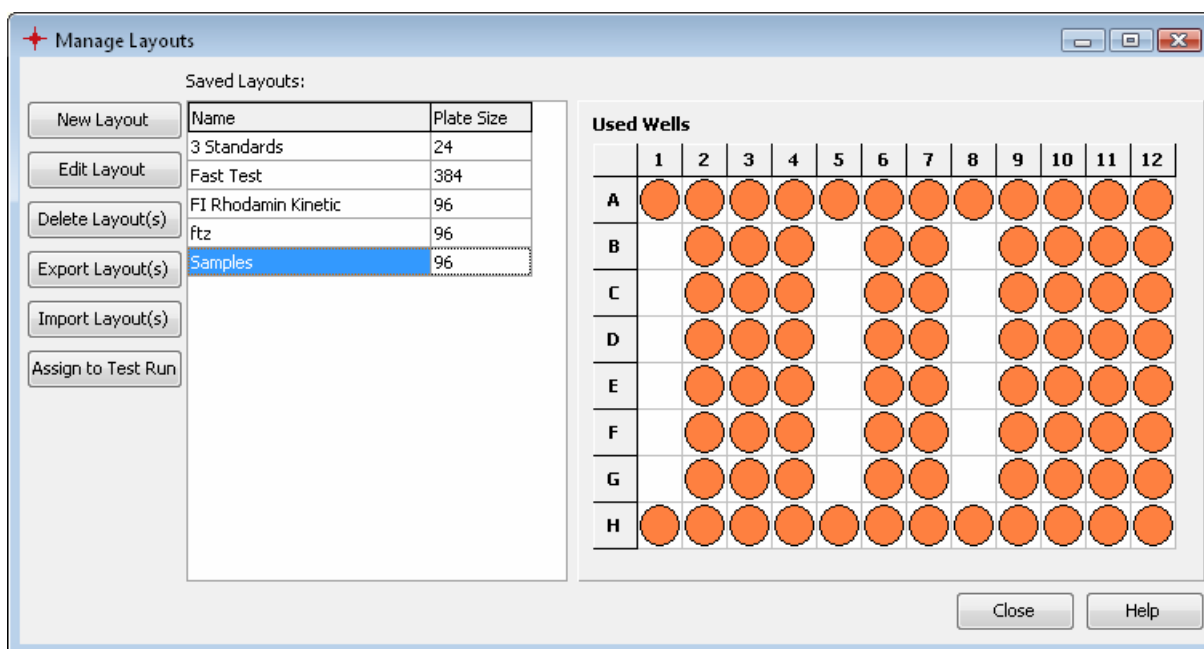 Manage Layouts
Saved Layouts:
New Layout
Edit Layout
Delete Layout(s)
Export Layout(s)
Import Layout(s)
Assign to Test Run
Name Plate Size
3 Standards 24
Fast Test 384
FI Rhodamin Kinetic 96
ftz 96
Samples 96
Used Wells
1 2 3 4 5 6 7 8 9 10 11 12
A
B
C
D
E
F
G
H
Close Help